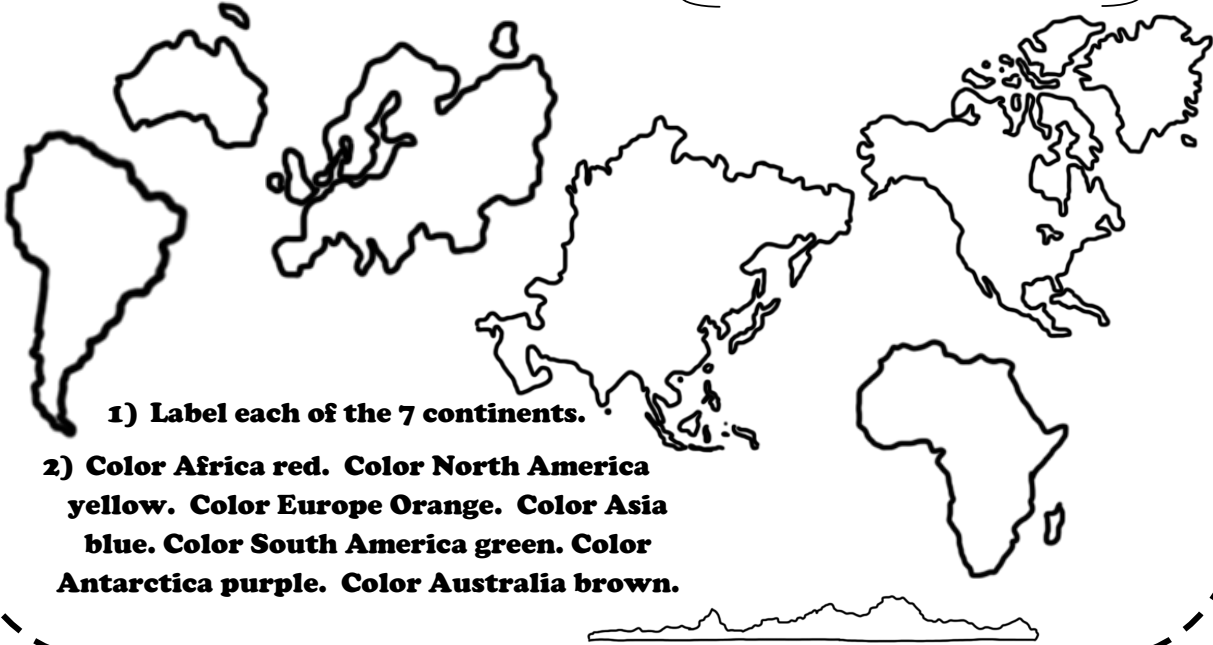 1) Label each of the 7 continents.
2) Color Africa red. Color North America
yellow. Color Europe Orange. Color Asia
blue. Color South America green. Color
Antarctica purple. Color Australia brown.